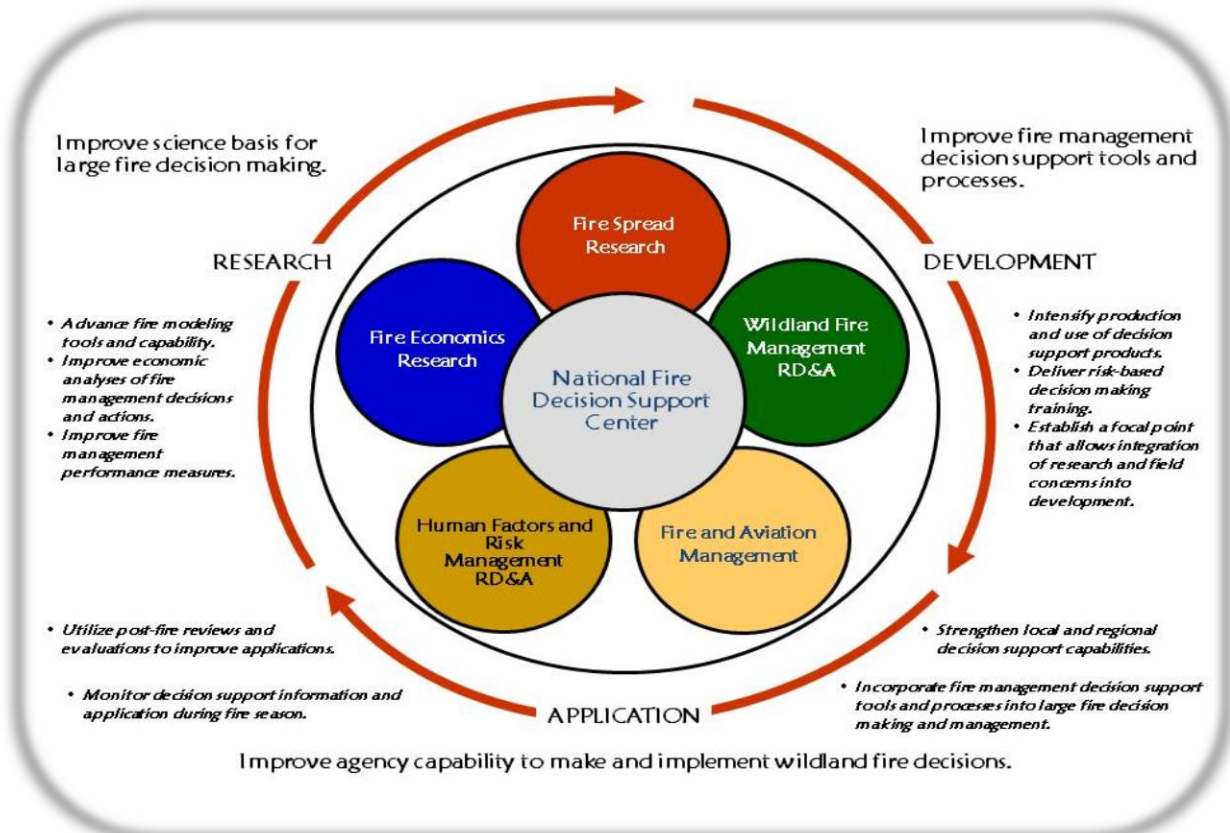 Improve science basis for
large fire decision making.
Improve fire management
decision support tools and
processes.
RESEARCH
DEVELOPMENT
• Advance fire modeling
tools and capability.
• Improve economic
analyses of fire
management decisions
and actions.
• Improve fire
management
performance measures.
Fire Spread
Research
Fire Economics
Research
Wildland Fire
Management
RD&A
National Fire
Decision Support
Center
Human Factors and
Risk
Management
RD&A
Fire and Aviation
Management
• Intensify production
and use of decision
support products.
• Deliver risk-based
decision making
training.
• Establish a focal point
that allows integration
of research and field
concerns into
development.
• Utilize post-fire reviews and
evaluations to improve applications.
• Monitor decision support information and
application during fire season.
• Strengthen local and regional
decision support capabilities.
• Incorporate fire management decision support
tools and processes into large fire decision
making and management.
APPLICATION
Improve agency capability to make and implement wildland fire decisions.